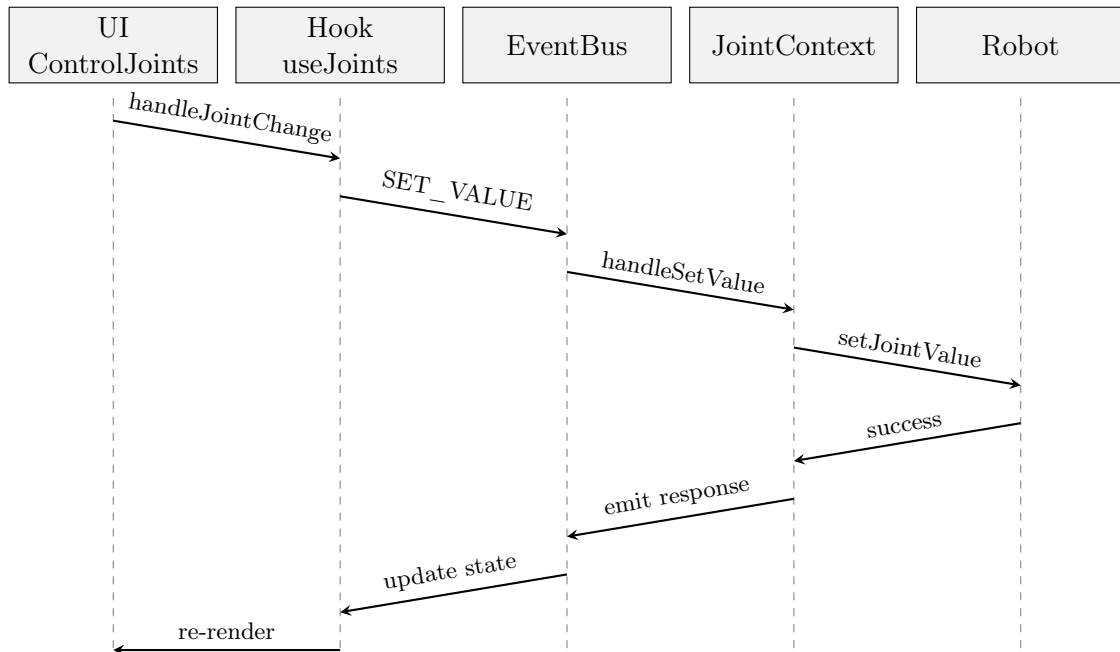 UI
ControlJoints
Hook
useJoints
EventBus
JointContext
Robot
handleJointChange
SET_VALUE
handleSetValue
setJointValue
success
emit response
update state
re-render